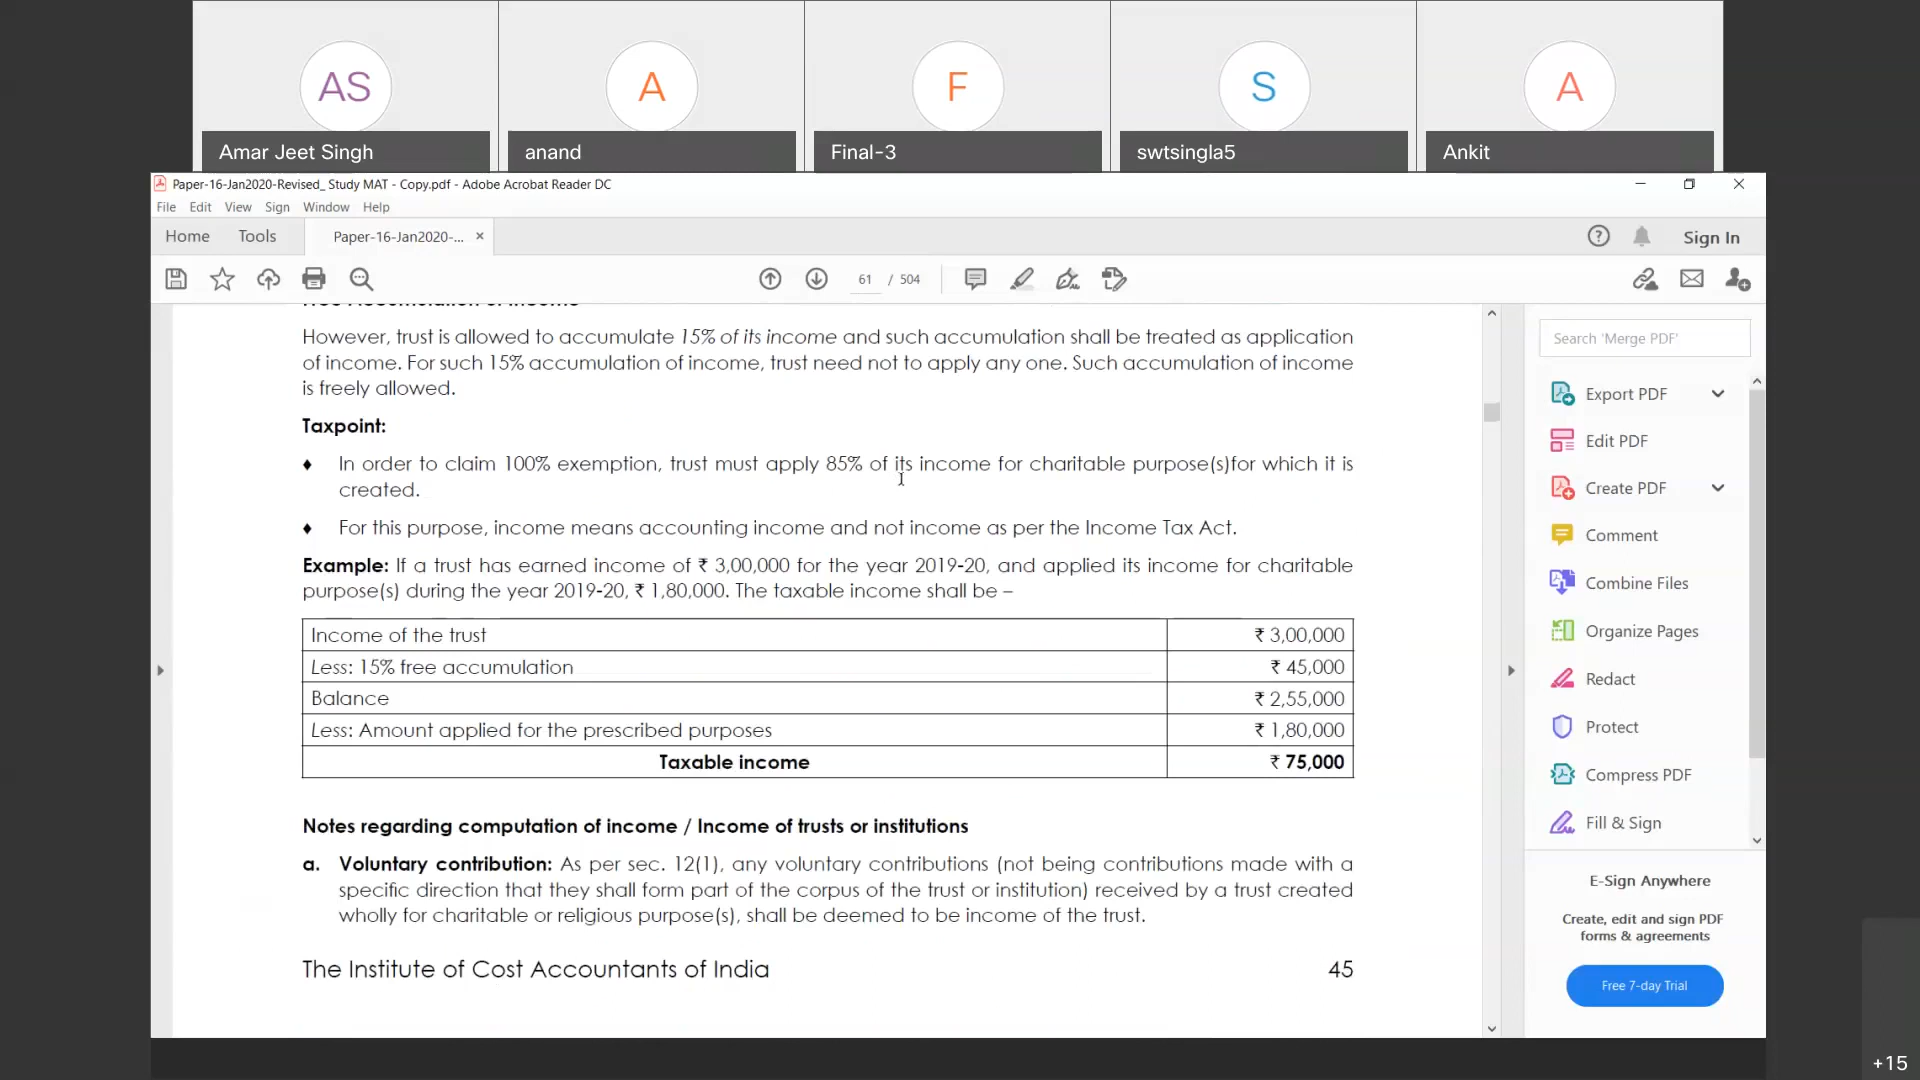 AS
A
F
S
A
Amar Jeet Singh
anand
Final-3
swtsingla5
Ankit
Paper-16-Jan2020-Revised_ Study MAT - Copy.pdf - Adobe Acrobat Reader DC
File Edit View Sign Window Help
Home Tools Paper-16-Jan2020-... × Sign In
61 / 504
However, trust is allowed to accumulate 15% of its income and such accumulation shall be treated as application
of income. For such 15% accumulation of income, trust need not to apply any one. Such accumulation of income
is freely allowed.
Taxpoint:
♦ In order to claim 100% exemption, trust must apply 85% of its income for charitable purpose(s)for which it is
created.
♦ For this purpose, income means accounting income and not income as per the Income Tax Act.
Example: If a trust has earned income of ₹ 3,00,000 for the year 2019-20, and applied its income for charitable
purpose(s) during the year 2019-20, ₹ 1,80,000. The taxable income shall be –
Income of the trust ₹ 3,00,000
Less: 15% free accumulation ₹ 45,000
Balance ₹ 2,55,000
Less: Amount applied for the prescribed purposes ₹ 1,80,000
Taxable income ₹ 75,000
Notes regarding computation of income / Income of trusts or institutions
a. Voluntary contribution: As per sec. 12(1), any voluntary contributions (not being contributions made with a
specific direction that they shall form part of the corpus of the trust or institution) received by a trust created
wholly for charitable or religious purpose(s), shall be deemed to be income of the trust.
The Institute of Cost Accountants of India 45
Search 'Merge PDF'
Export PDF
Edit PDF
Create PDF
Comment
Combine Files
Organize Pages
Redact
Protect
Compress PDF
Fill & Sign
E-Sign Anywhere
Create, edit and sign PDF
forms & agreements
Free 7-day Trial
+15